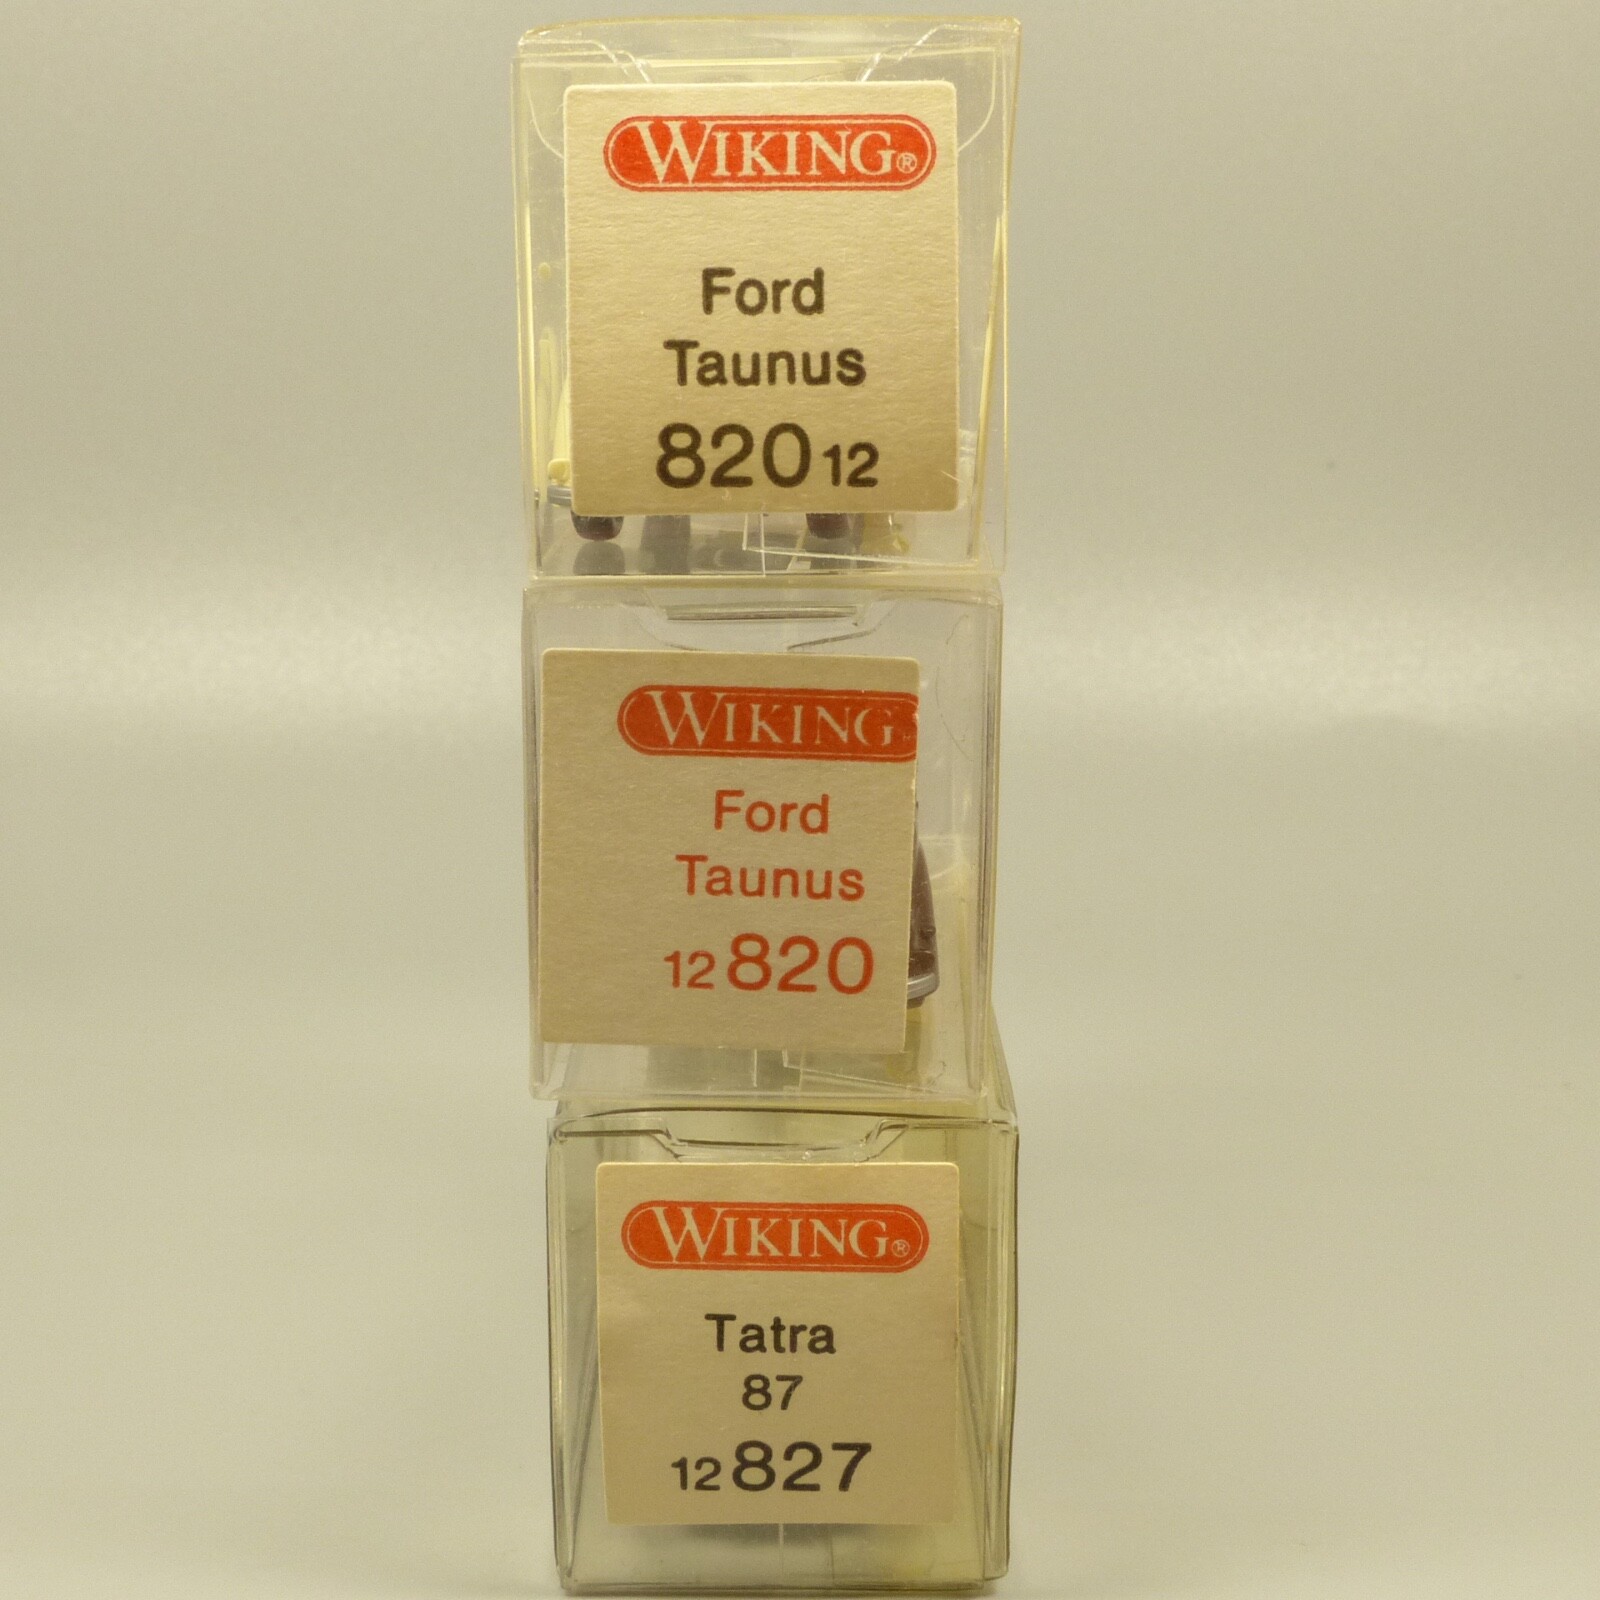 WIKING®
Ford
Taunus
820 12
WIKING
Ford
Taunus
12 820
WIKING®
Tatra
87
12 827